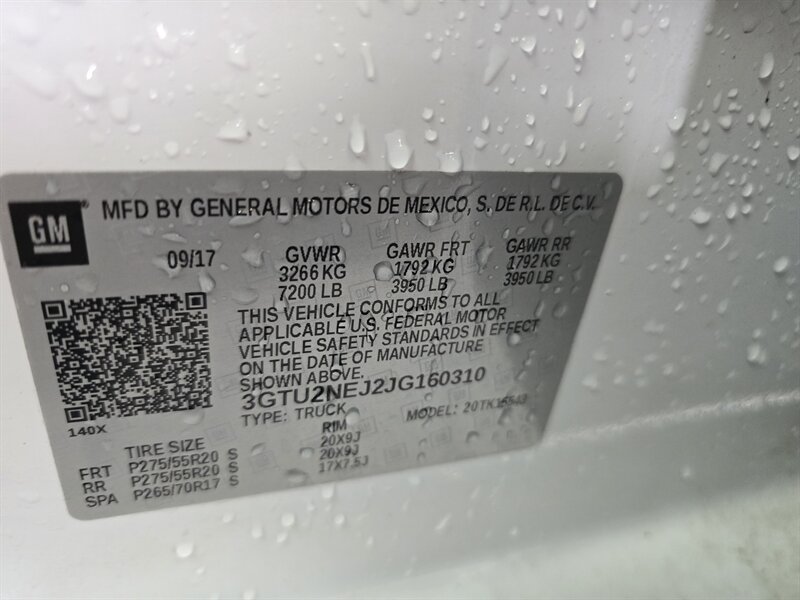 GM® MFD BY GENERAL MOTORS DE MEXICO, S. DE R.L. DE C.V.
09/17 GVWR GAWR FRT GAWR RR
3266 KG 1792 KG 1792 KG
7200 LB 3950 LB 3950 LB
THIS VEHICLE CONFORMS TO ALL
APPLICABLE U.S. FEDERAL MOTOR
VEHICLE SAFETY STANDARDS IN EFFECT
ON THE DATE OF MANUFACTURE
SHOWN ABOVE.
3GTU2NEJ2JG160310
TYPE: TRUCK MODEL:
140X
TIRE SIZE RIM
FRT P275/55R20 S 20X9J
RR P275/55R20 S 20X9J
SPA P265/70R17 S 17X7.5J